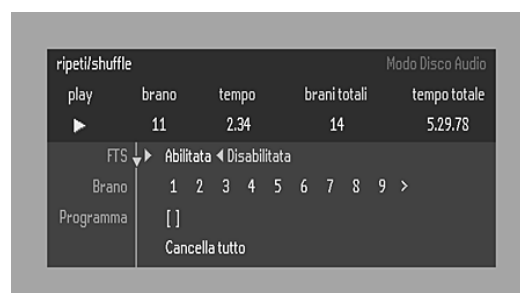 ripeti/shuffle Modo Disco Audio
play brano tempo brani totali tempo totale
11 2.34 14 5.29.78
FTS Abilitata Disabilitata
Brano 1 2 3 4 5 6 7 8 9 >
Programma [ ]
Cancella tutto